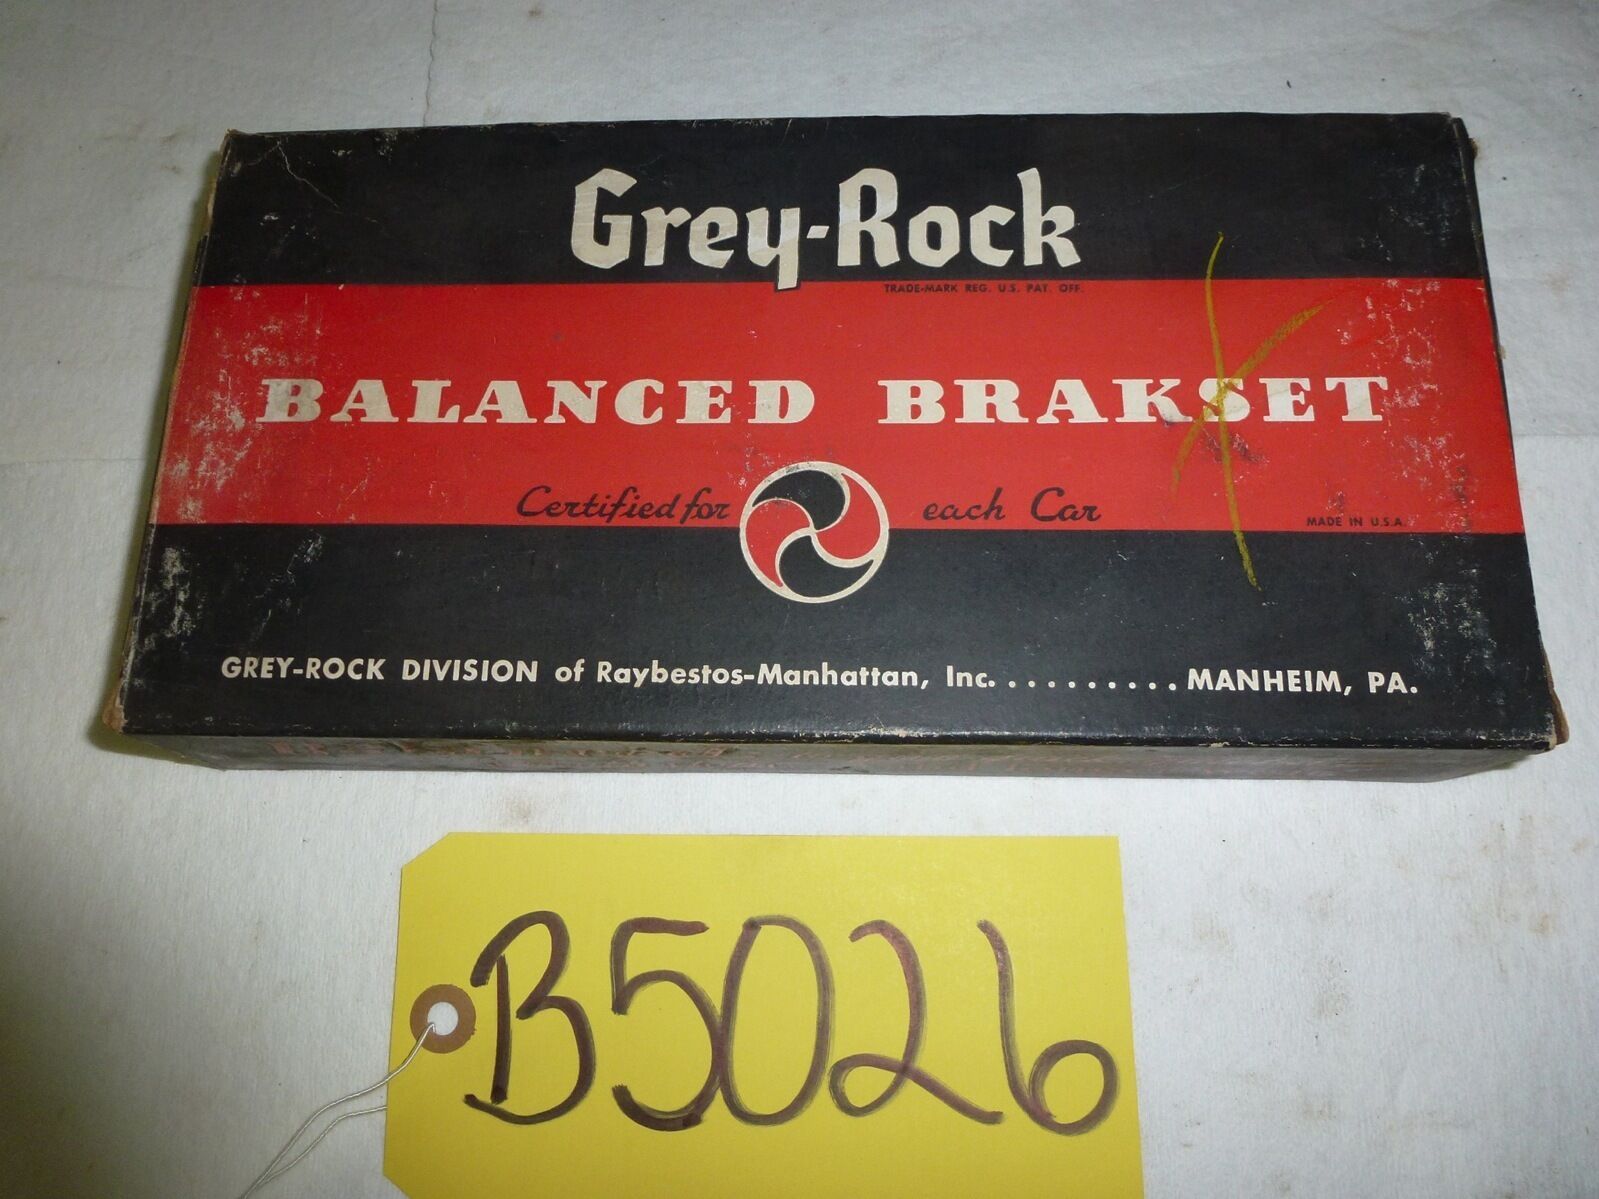 Grey-Rock
TRADE-MARK REG. U.S. PAT. OFF.
BALANCED BRAKSET
Certified for each Car
MADE IN U.S.A.
GREY-ROCK DIVISION of Raybestos-Manhattan, Inc..........MANHEIM, PA.
B5026